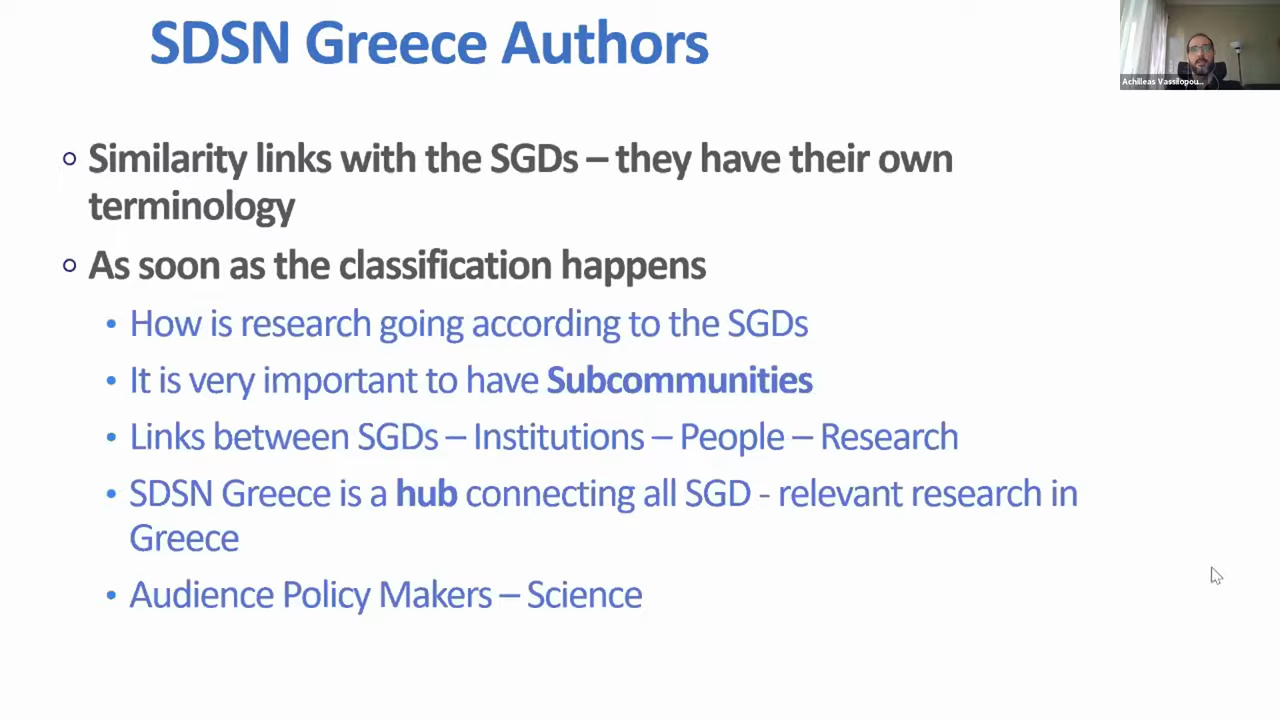 SDSN Greece Authors
Achilleas Vassilopou...
Similarity links with the SGDs – they have their own
terminology
As soon as the classification happens
• How is research going according to the SGDs
• It is very important to have Subcommunities
• Links between SGDs – Institutions – People – Research
• SDSN Greece is a hub connecting all SGD - relevant research in
Greece
• Audience Policy Makers – Science